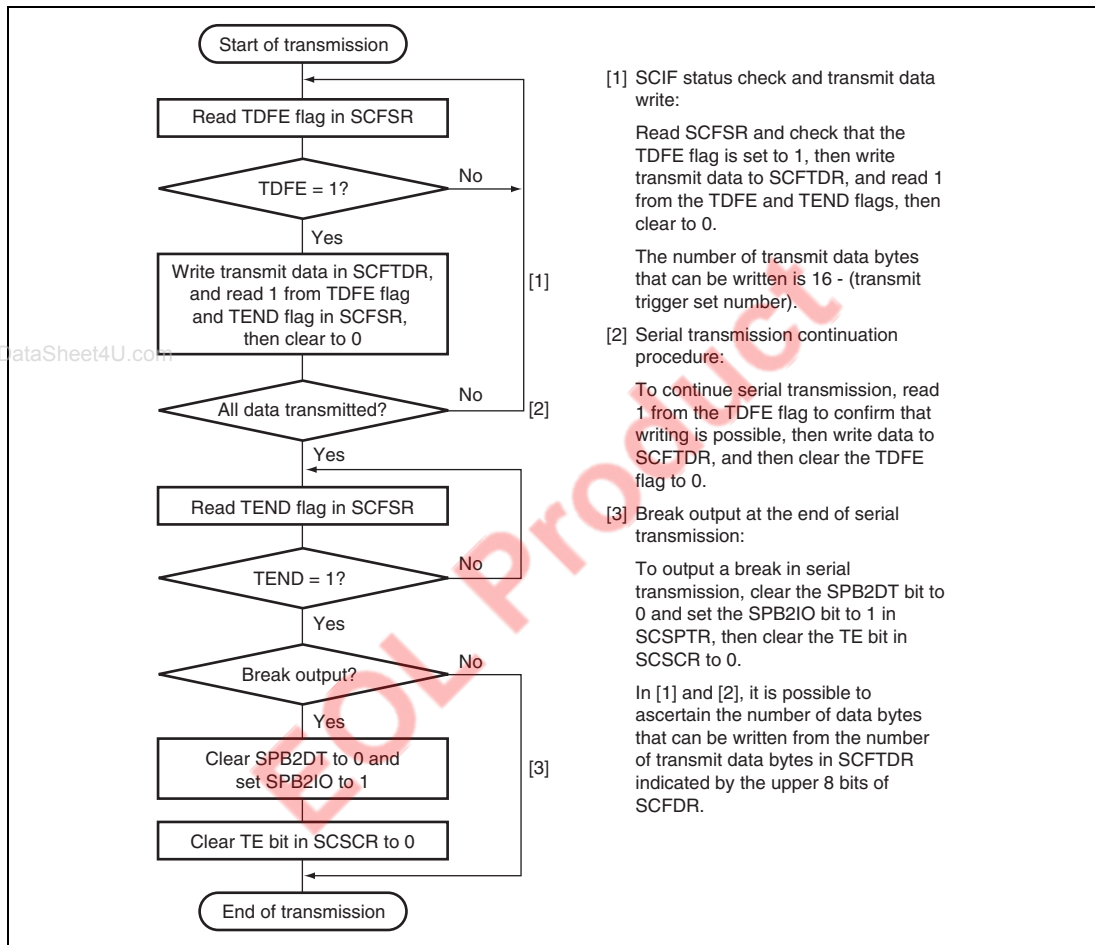 Start of transmission
Read TDFE flag in SCFSR
TDFE = 1?
No
Yes
Write transmit data in SCFTDR,
and read 1 from TDFE flag
and TEND flag in SCFSR,
then clear to 0
[1]
All data transmitted?
No
[2]
Yes
Read TEND flag in SCFSR
TEND = 1?
No
Yes
Break output?
No
Yes
Clear SPB2DT to 0 and
set SPB2IO to 1
[3]
Clear TE bit in SCSCR to 0
End of transmission
[1] SCIF status check and transmit data
write:
Read SCFSR and check that the
TDFE flag is set to 1, then write
transmit data to SCFTDR, and read 1
from the TDFE and TEND flags, then
clear to 0.
The number of transmit data bytes
that can be written is 16 - (transmit
trigger set number).
[2] Serial transmission continuation
procedure:
To continue serial transmission, read
1 from the TDFE flag to confirm that
writing is possible, then write data to
SCFTDR, and then clear the TDFE
flag to 0.
[3] Break output at the end of serial
transmission:
To output a break in serial
transmission, clear the SPB2DT bit to
0 and set the SPB2IO bit to 1 in
SCSPTR, then clear the TE bit in
SCSCR to 0.
In [1] and [2], it is possible to
ascertain the number of data bytes
that can be written from the number
of transmit data bytes in SCFTDR
indicated by the upper 8 bits of
SCFDR.
DataSheet4U.com
EOL Product